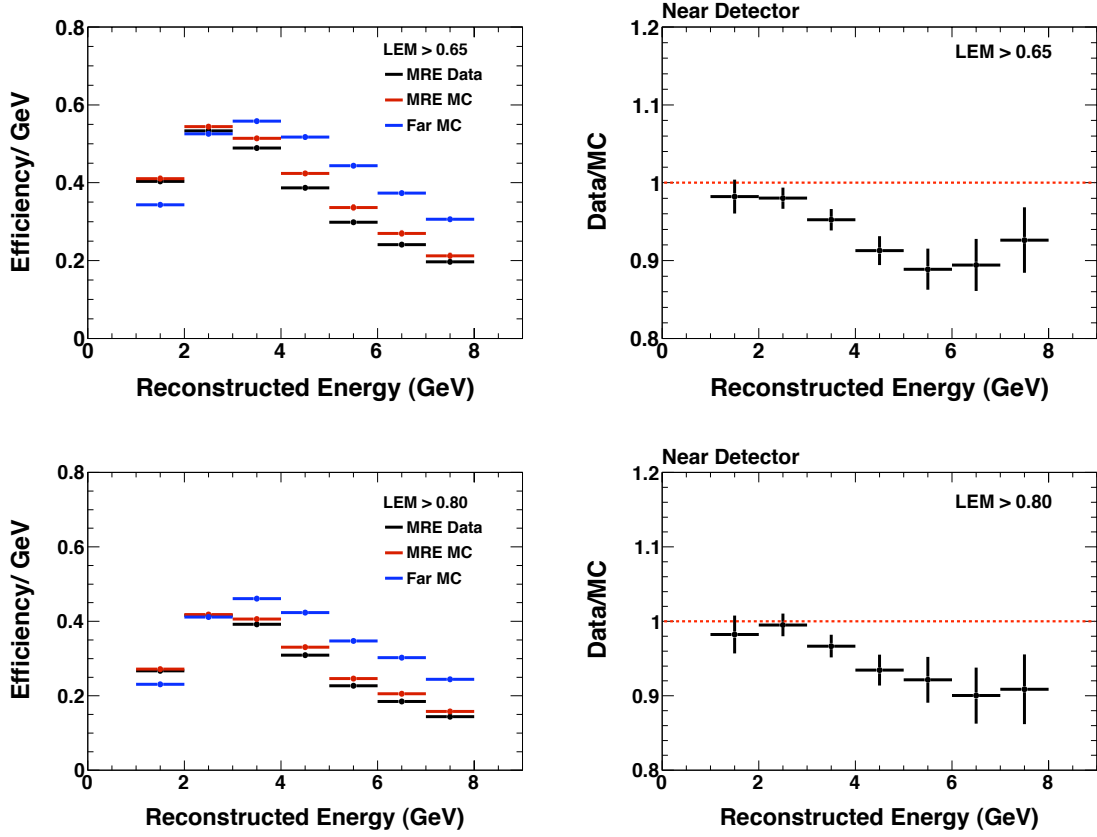 0.8
0.6
0.4
0.2
0
Efficiency/ GeV
LEM > 0.65
MRE Data
MRE MC
Far MC
0 2 4 6 8
Reconstructed Energy (GeV)
Near Detector
1.2
1.1
1
0.9
0.8
Data/MC
LEM > 0.65
0 2 4 6 8
Reconstructed Energy (GeV)
0.8
0.6
0.4
0.2
0
Efficiency/ GeV
LEM > 0.80
MRE Data
MRE MC
Far MC
0 2 4 6 8
Reconstructed Energy (GeV)
Near Detector
1.2
1.1
1
0.9
0.8
Data/MC
LEM > 0.80
0 2 4 6 8
Reconstructed Energy (GeV)